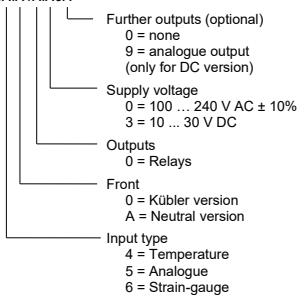 Further outputs (optional)
0 = none
9 = analogue output
(only for DC version)
Supply voltage
0 = 100 … 240 V AC ± 10%
3 = 10 ... 30 V DC
Outputs
0 = Relays
Front
0 = Kübler version
A = Neutral version
Input type
4 = Temperature
5 = Analogue
6 = Strain-gauge